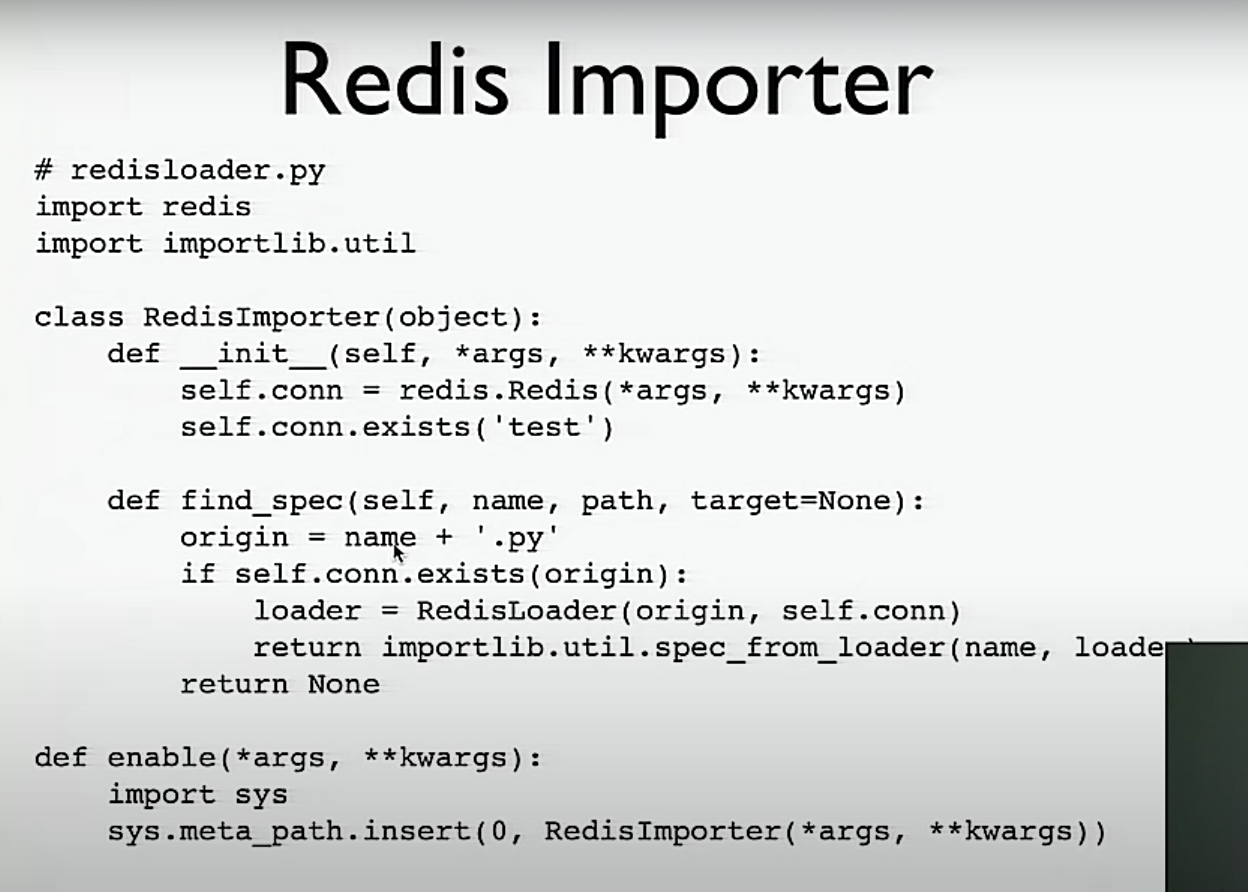 Redis Importer
# redisloader.py
import redis
import importlib.util
class RedisImporter(object):
    def __init__(self, *args, **kwargs):
        self.conn = redis.Redis(*args, **kwargs)
        self.conn.exists('test')
    def find_spec(self, name, path, target=None):
        origin = name + '.py'
        if self.conn.exists(origin):
            loader = RedisLoader(origin, self.conn)
            return importlib.util.spec_from_loader(name,
        return None
def enable(*args, **kwargs):
    import sys
    sys.meta_path.insert(0, RedisImporter(*args, **kwargs))